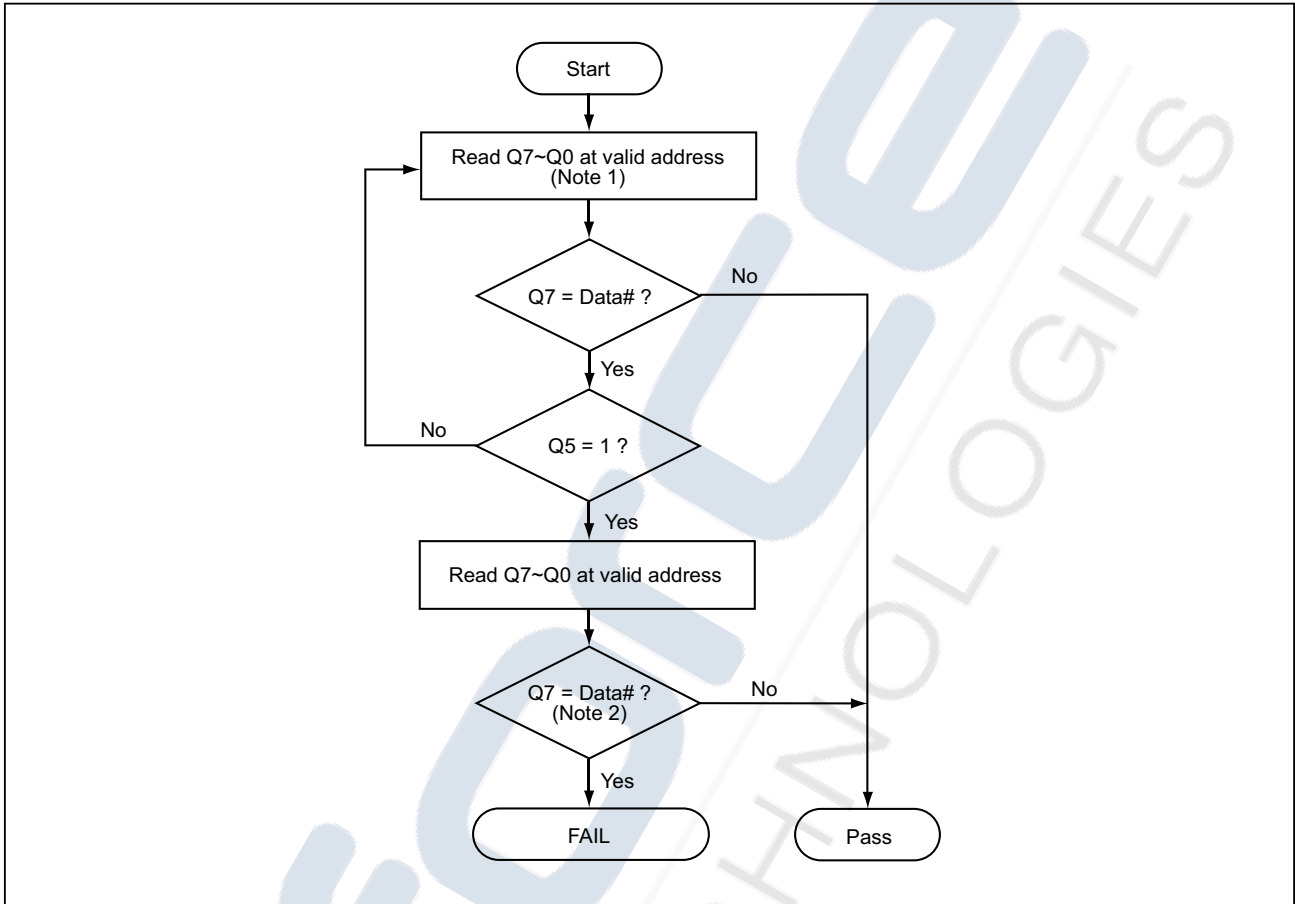 Start
Read Q7~Q0 at valid address
(Note 1)
Q7 = Data# ?
No
Yes
Q5 = 1 ?
No
Yes
Read Q7~Q0 at valid address
Q7 = Data# ?
(Note 2)
No
Yes
FAIL
Pass